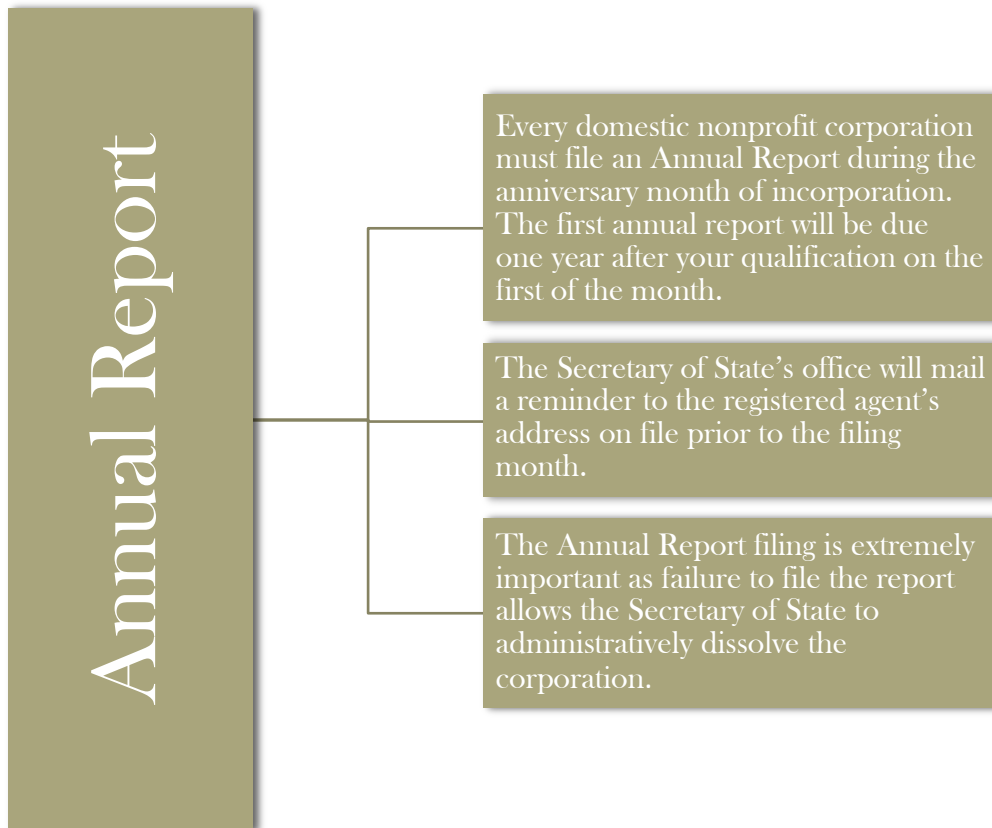 Annual Report
Every domestic nonprofit corporation
must file an Annual Report during the
anniversary month of incorporation.
The first annual report will be due
one year after your qualification on the
first of the month.
The Secretary of State’s office will mail
a reminder to the registered agent’s
address on file prior to the filing
month.
The Annual Report filing is extremely
important as failure to file the report
allows the Secretary of State to
administratively dissolve the
corporation.